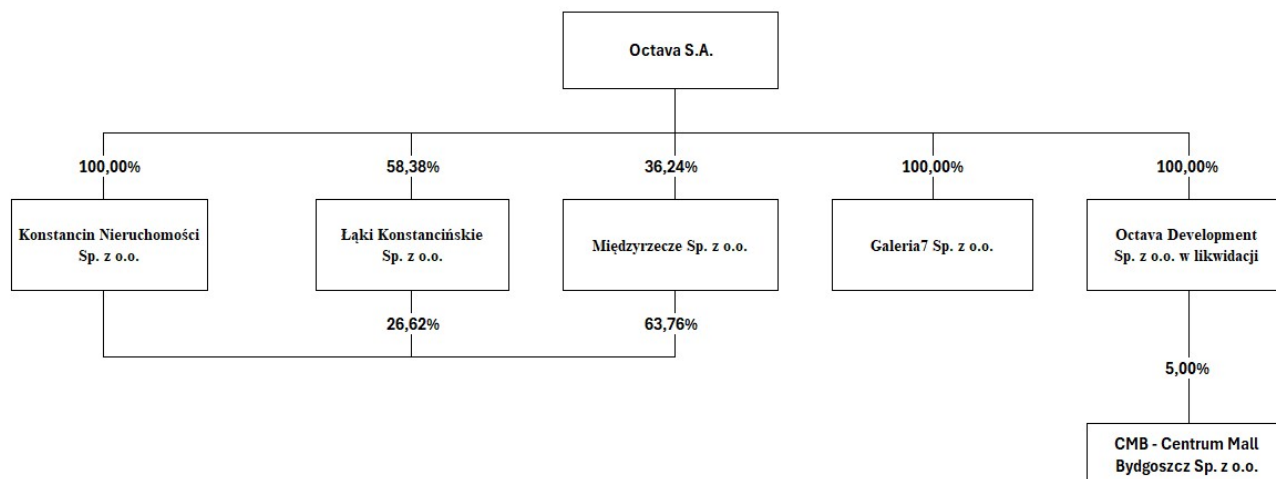 Octava S.A.
100,00%
58,38%
36,24%
100,00%
100,00%
Konstancin Nieruchomości
Sp. z o.o.
Łąki Konstancińskie
Sp. z o.o.
Międzyrzecze Sp. z o.o.
Galeria7 Sp. z o.o.
Octava Development
Sp. z o.o. w likwidacji
26,62%
63,76%
5,00%
CMB - Centrum Mall
Bydgoszcz Sp. z o.o.